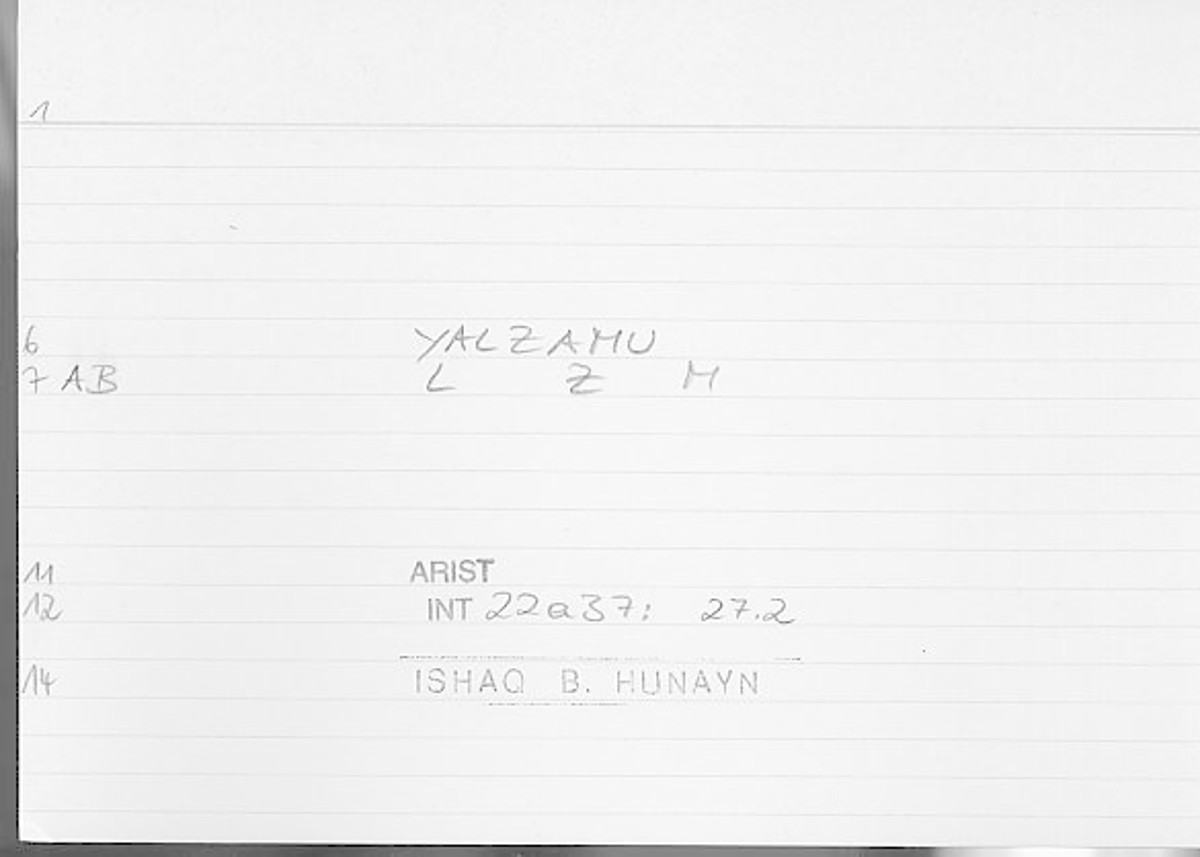 1
6 YALZAMU
7 AB L Z M
11 ARIST
12 INT 22a37: 27.2
14 ISHAQ B. HUNAYN